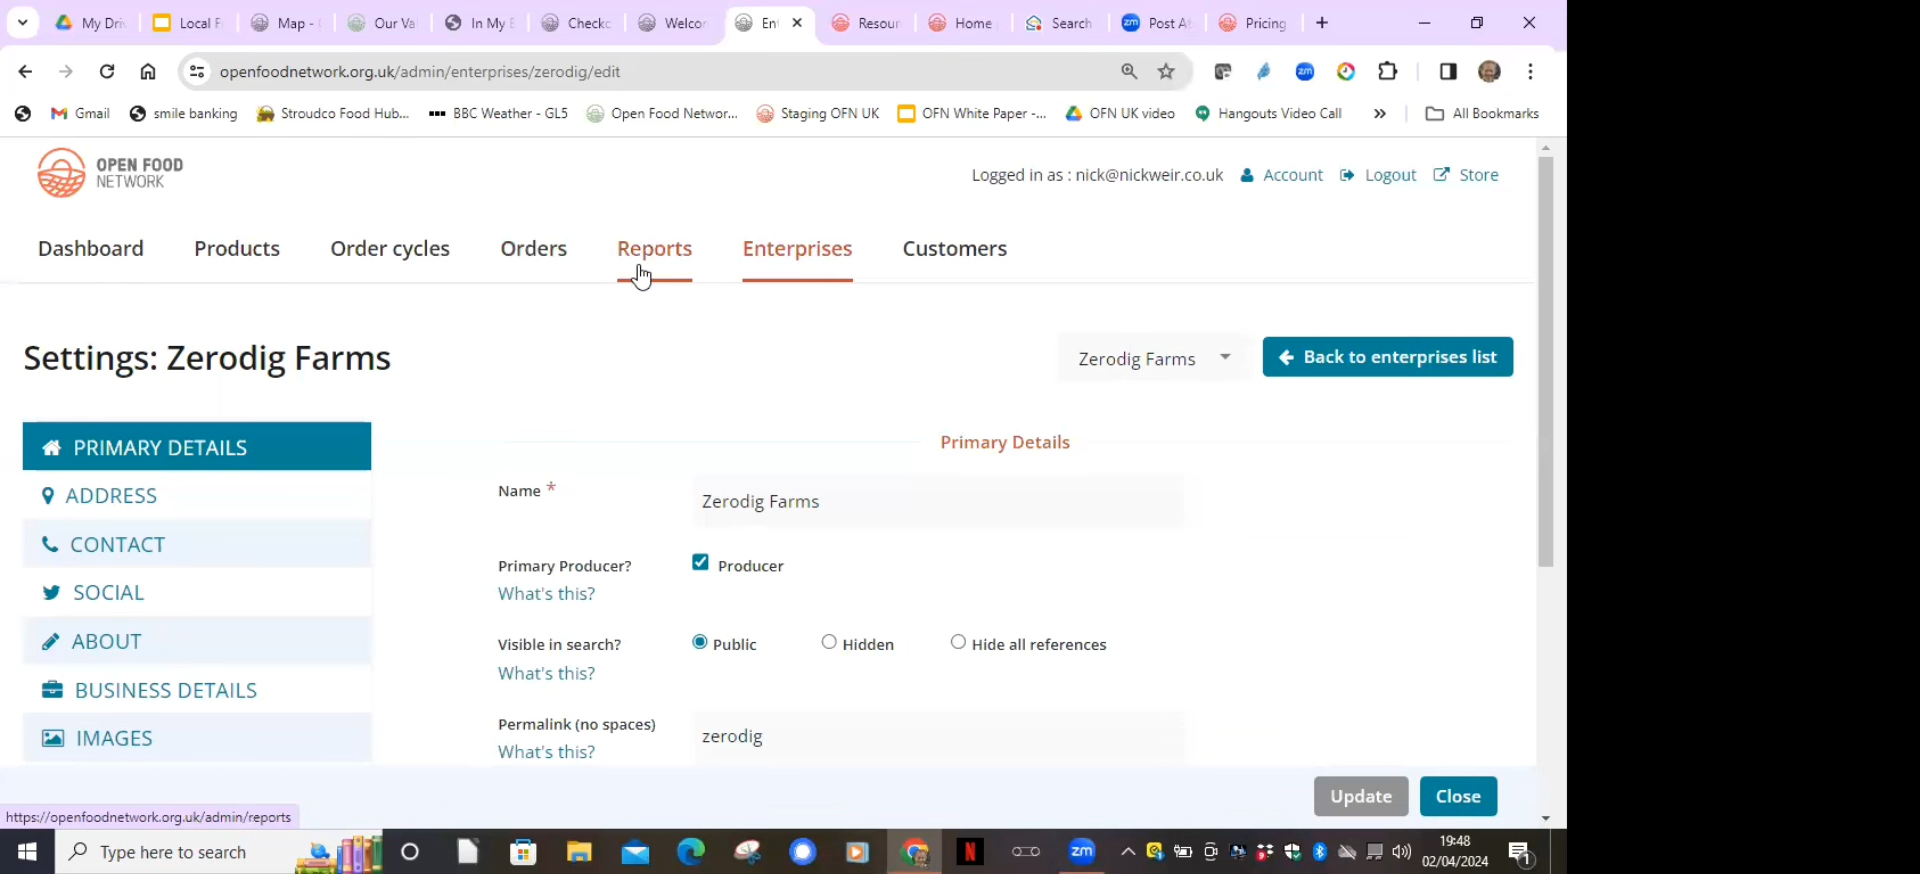 My Dri
Local F
Map -
Our Va
In My E
Checkc
Welcor
En
Resour
Home
Search
Post A
Pricing
openfoodnetwork.org.uk/admin/enterprises/zerodig/edit
Gmail
smile banking
Stroudco Food Hub...
BBC Weather - GL5
Open Food Networ...
Staging OFN UK
OFN White Paper -...
OFN UK video
Hangouts Video Call
»
All Bookmarks
OPEN FOOD
NETWORK
Logged in as : nick@nickweir.co.uk
Account
Logout
Store
Dashboard
Products
Order cycles
Orders
Reports
Enterprises
Customers
Settings: Zerodig Farms
Zerodig Farms
Back to enterprises list
PRIMARY DETAILS
ADDRESS
CONTACT
SOCIAL
ABOUT
BUSINESS DETAILS
IMAGES
Primary Details
Name *
Zerodig Farms
Primary Producer?
Producer
What's this?
Visible in search?
Public
Hidden
Hide all references
What's this?
Permalink (no spaces)
zerodig
What's this?
Update
Close
https://openfoodnetwork.org.uk/admin/reports
Type here to search
zm
19:48
02/04/2024
1